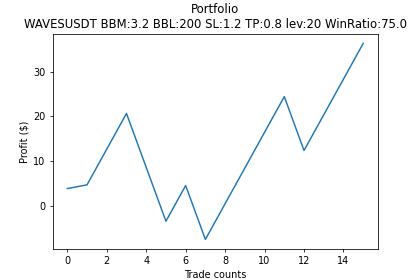 Portfolio
WAVESUSDT BBM:3.2 BBL:200 SL:1.2 TP:0.8 lev:20 WinRatio:75.0
30
20
10
0
Profit ($)
0 2 4 6 8 10 12 14
Trade counts